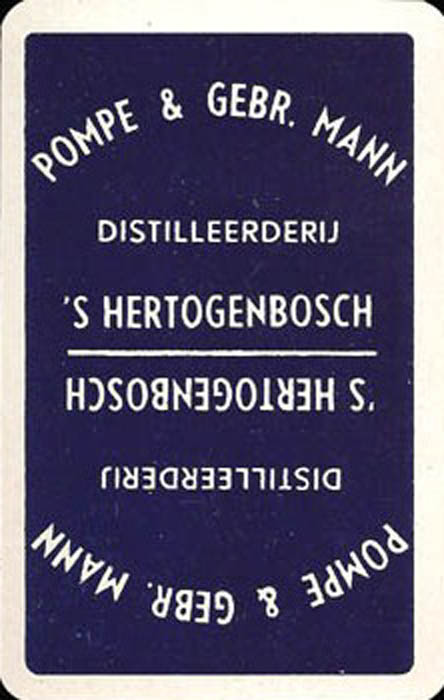 POMPE & GEBR. MANN
DISTILLEERDERIJ
'S HERTOGENBOSCH
'S HERTOGENBOSCH
DISTILLEERDERIJ
POMPE & GEBR. MANN